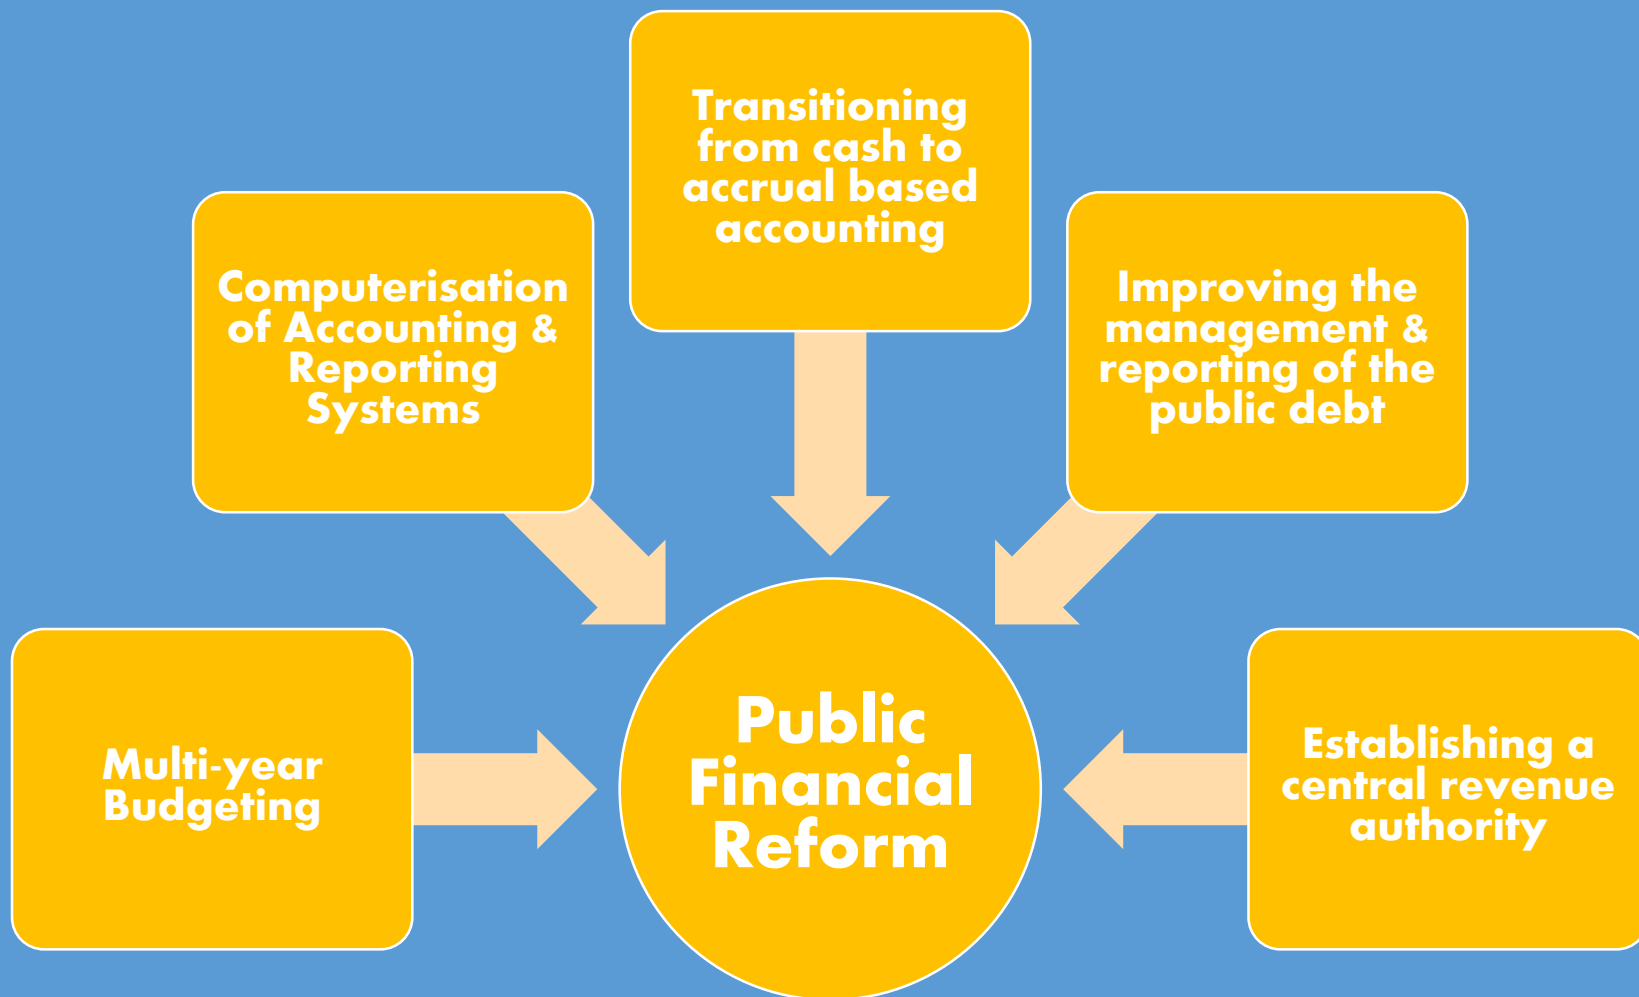 Transitioning
from cash to
accrual based
accounting
Computerisation
of Accounting &
Reporting
Systems
Improving the
management &
reporting of the
public debt
Multi-year
Budgeting
Public
Financial
Reform
Establishing a
central revenue
authority